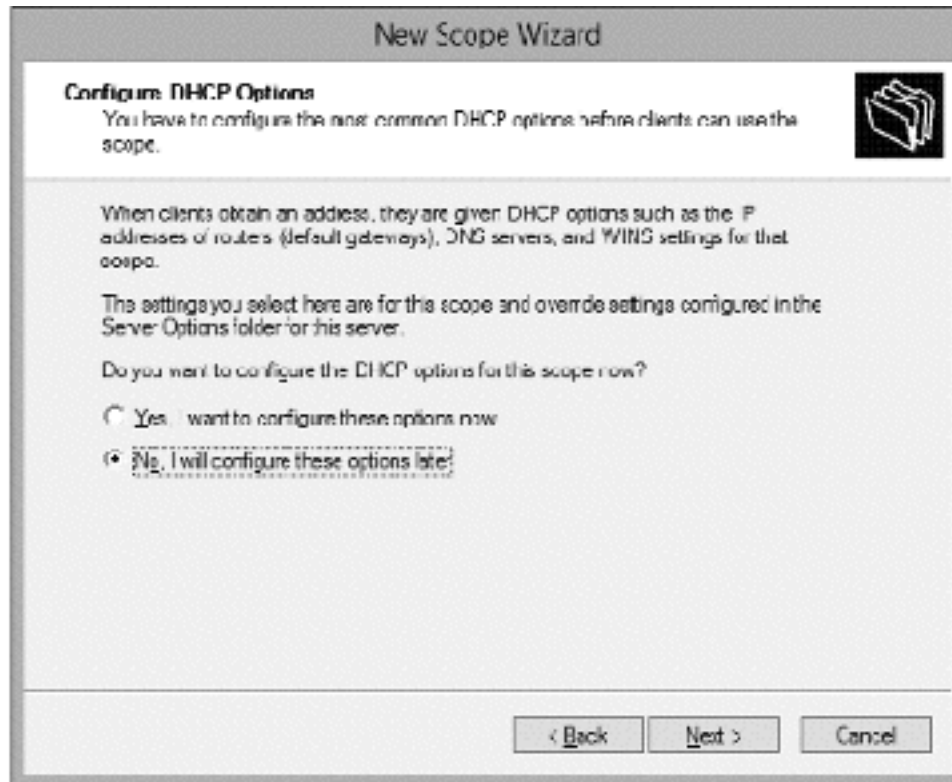 New Scope Wizard
Configure DHCP Options
You have to configure the most common DHCP options before clients can use the
scope.
When clients obtain an address, they are given DHCP options such as the IP
addresses of routers (default gateways), DNS servers, and WINS settings for that
scope.
The settings you select here are for this scope and override settings configured in the
Server Options folder for this server.
Do you want to configure the DHCP options for this scope now?
Yes, I want to configure these options now
No, I will configure these options later
< Back
Next >
Cancel